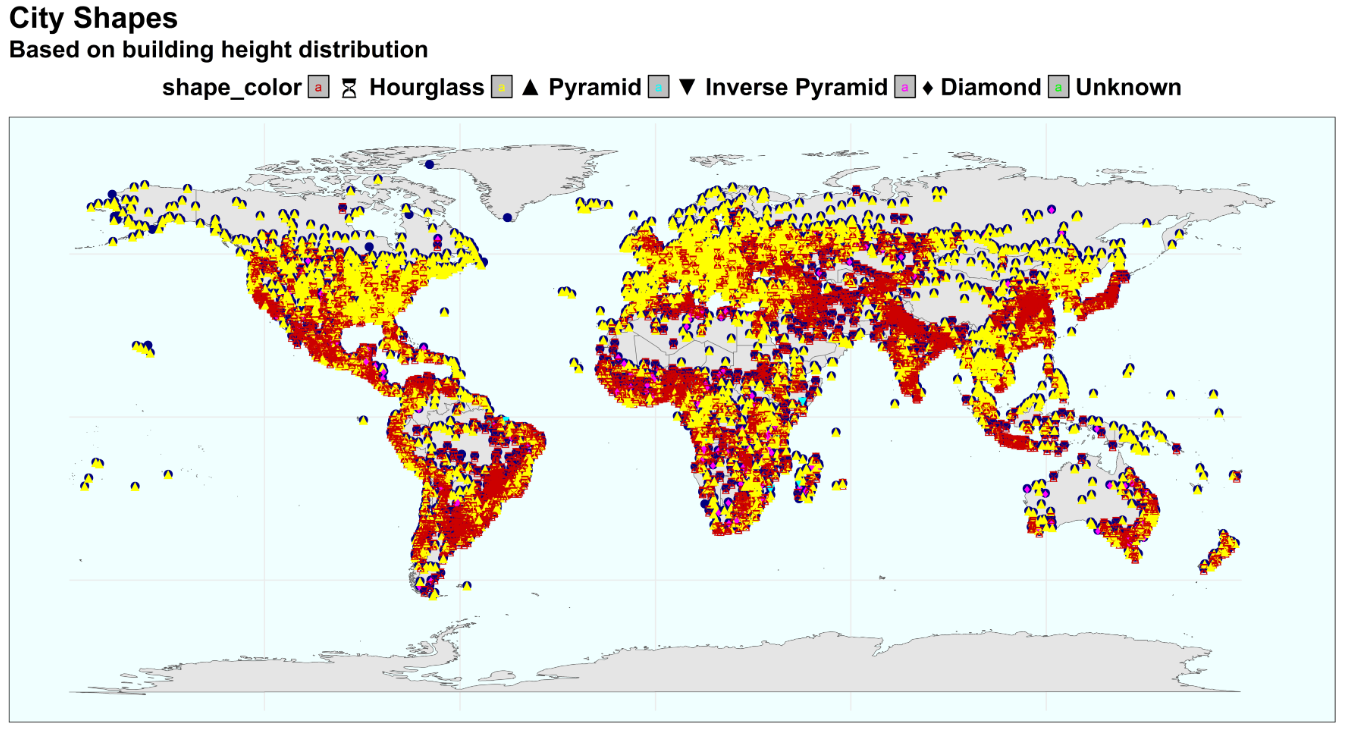 City Shapes
Based on building height distribution
shape_color a ⌛ Hourglass a ▲ Pyramid a ▼ Inverse Pyramid a ♦ Diamond a Unknown